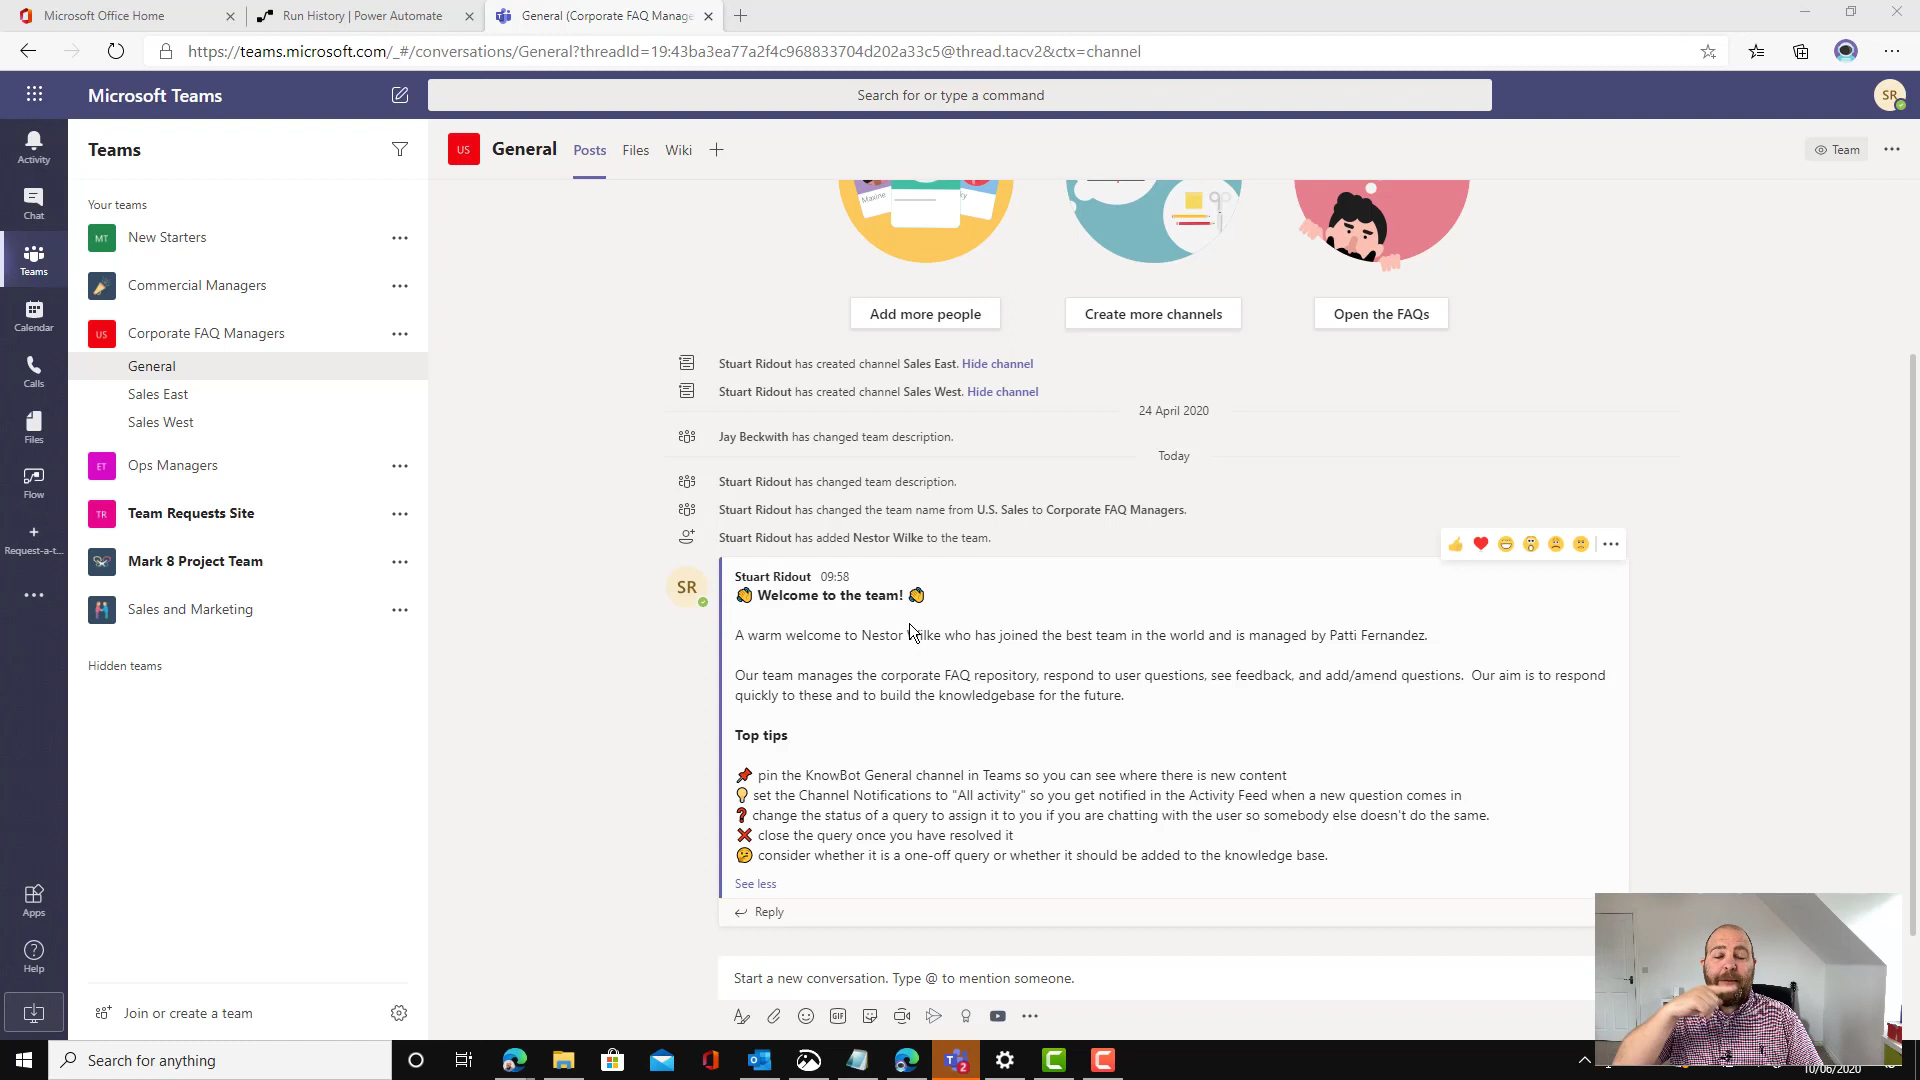 Microsoft Office Home
Run History | Power Automate
General (Corporate FAQ Manage
https://teams.microsoft.com/_#/conversations/General?threadId=19:43ba3ea77a2f4c968833704d202a33c5@thread.tacv2&ctx=channel
Microsoft Teams
Search for or type a command
SR
Activity
Chat
Teams
Calendar
Calls
Files
Flow
Request-a-t...
Apps
Help
Teams
Your teams
MT New Starters
Commercial Managers
US Corporate FAQ Managers
General
Sales East
Sales West
ET Ops Managers
TR Team Requests Site
Mark 8 Project Team
Sales and Marketing
Hidden teams
Join or create a team
US General Posts Files Wiki
Team
Maxine
Add more people
Create more channels
Open the FAQs
Stuart Ridout has created channel Sales East. Hide channel
Stuart Ridout has created channel Sales West. Hide channel
24 April 2020
Jay Beckwith has changed team description.
Today
Stuart Ridout has changed team description.
Stuart Ridout has changed the team name from U.S. Sales to Corporate FAQ Managers.
Stuart Ridout has added Nestor Wilke to the team.
SR
Stuart Ridout 09:58
👏 Welcome to the team! 👏
A warm welcome to Nestor Wilke who has joined the best team in the world and is managed by Patti Fernandez.
Our team manages the corporate FAQ repository, respond to user questions, see feedback, and add/amend questions. Our aim is to respond
quickly to these and to build the knowledgebase for the future.
Top tips
📌 pin the KnowBot General channel in Teams so you can see where there is new content
💡 set the Channel Notifications to "All activity" so you get notified in the Activity Feed when a new question comes in
❓ change the status of a query to assign it to you if you are chatting with the user so somebody else doesn't do the same.
❌ close the query once you have resolved it
🤔 consider whether it is a one-off query or whether it should be added to the knowledge base.
See less
Reply
Start a new conversation. Type @ to mention someone.
GIF
Search for anything
2
10/06/2020